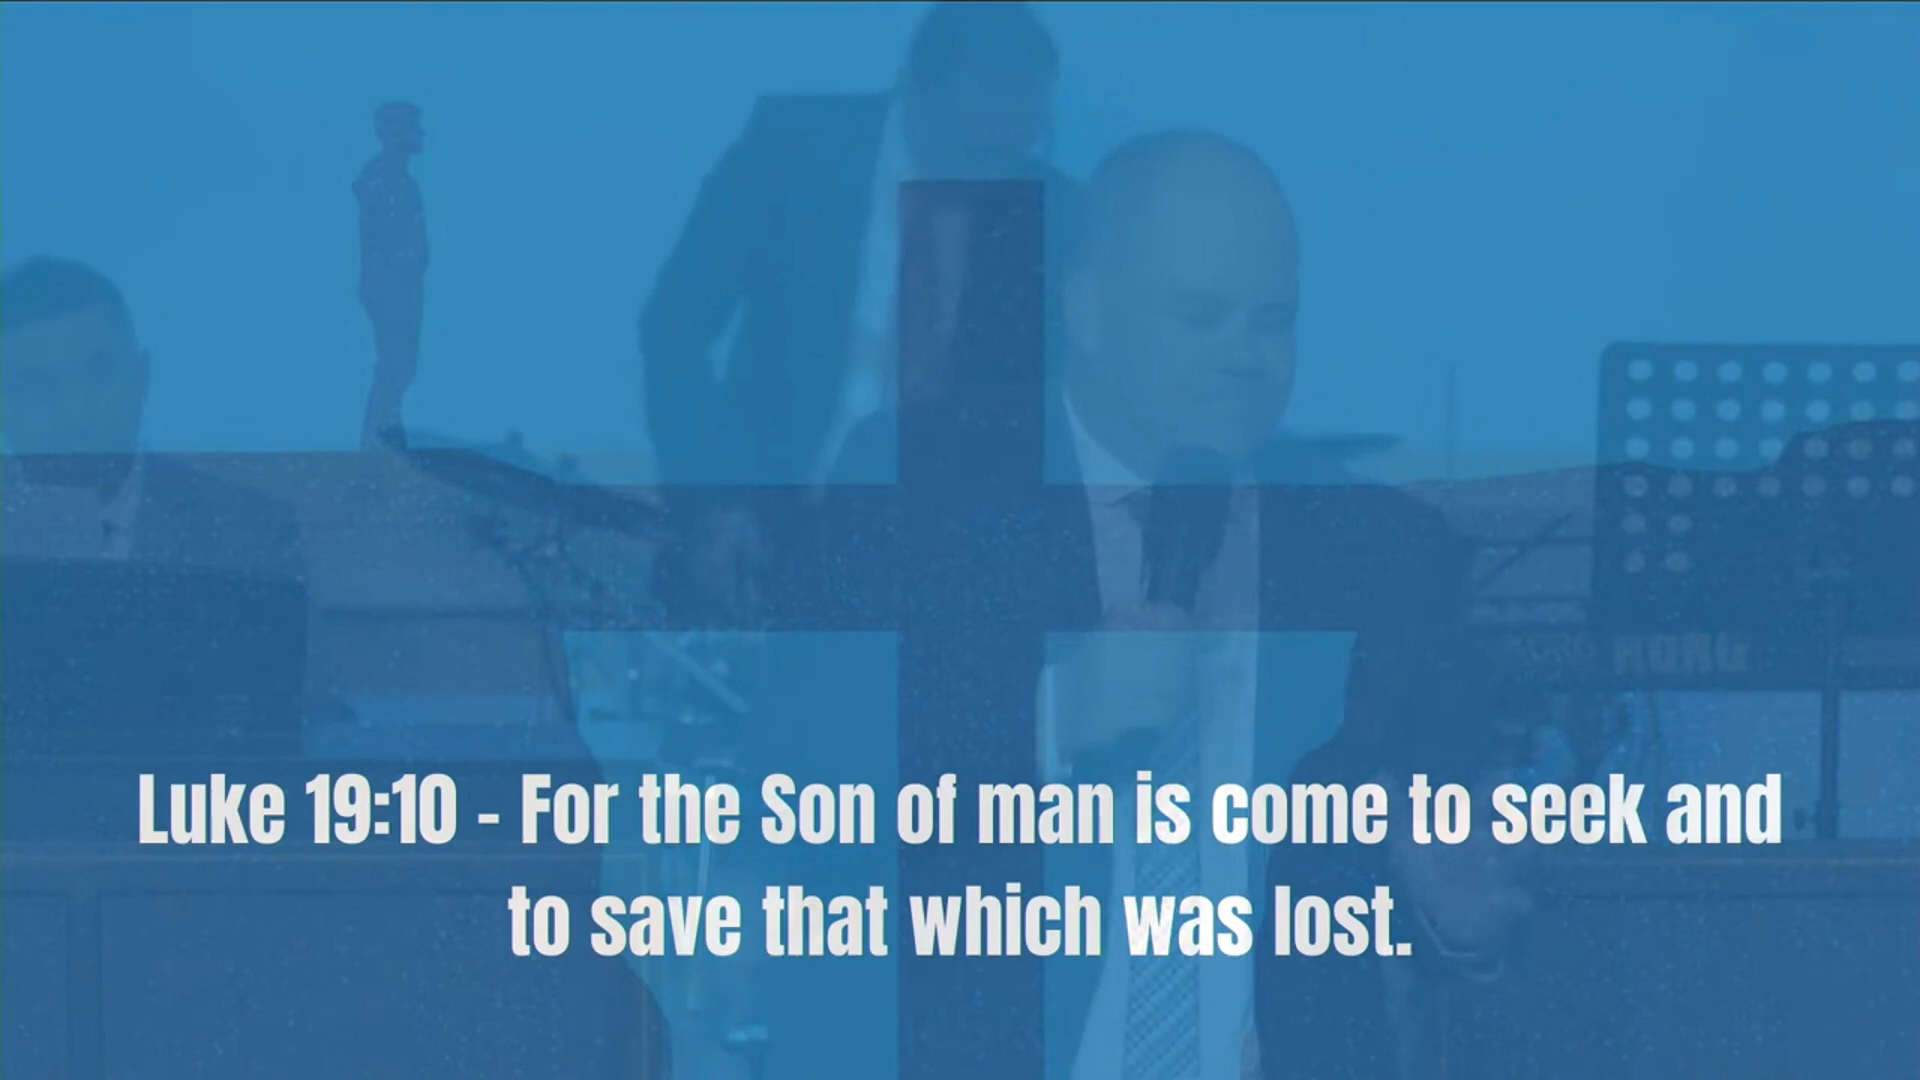 KORG
Luke 19:10 - For the Son of man is come to seek and
to save that which was lost.